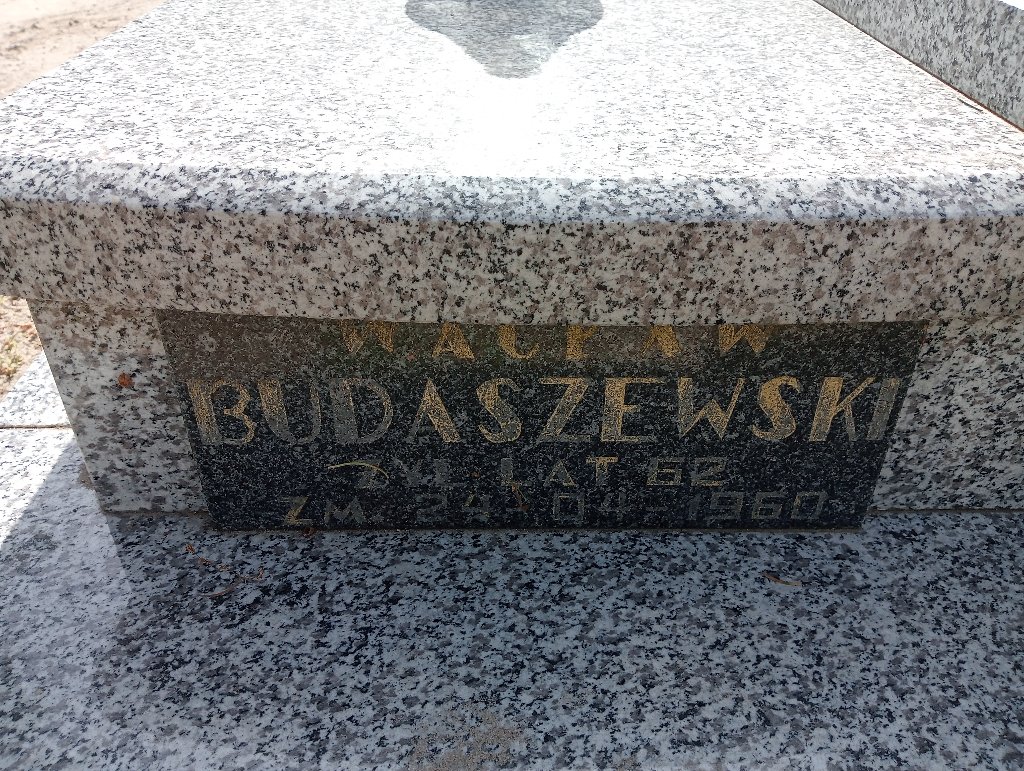 WACŁAW
BUDASZEWSKI
ŻYŁ LAT 62
ZM. 24-04-1960